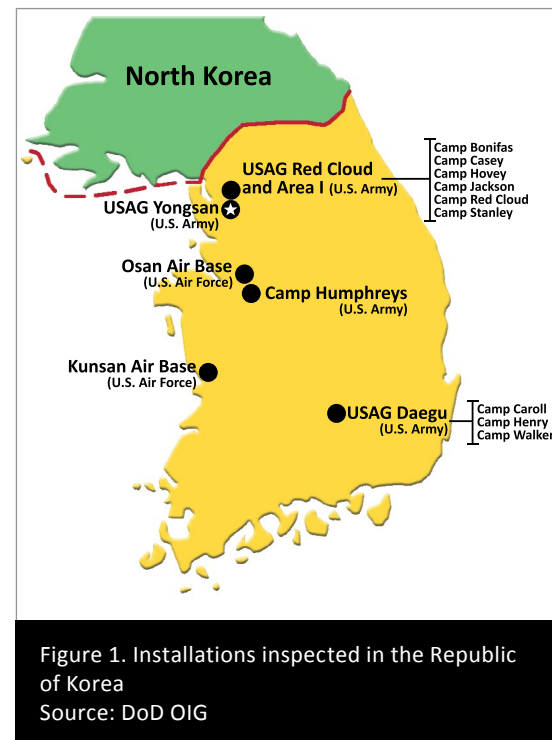 North Korea
USAG Red Cloud
and Area I (U.S. Army)
Camp Bonifas
Camp Casey
Camp Hovey
Camp Jackson
Camp Red Cloud
Camp Stanley
USAG Yongsan
(U.S. Army)
Osan Air Base
(U.S. Air Force)
Camp Humphreys
(U.S. Army)
Kunsan Air Base
(U.S. Air Force)
USAG Daegu
(U.S. Army)
Camp Caroll
Camp Henry
Camp Walker
Figure 1. Installations inspected in the Republic
of Korea
Source: DoD OIG